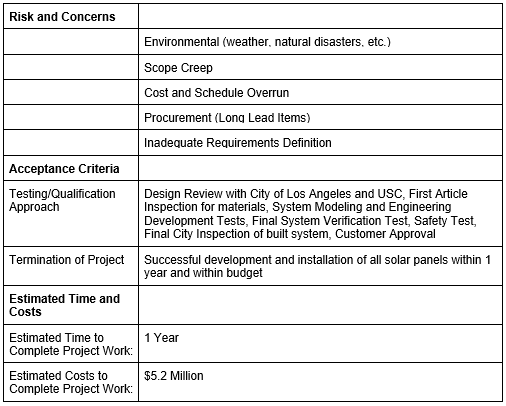 Risk and Concerns
Environmental (weather, natural disasters, etc.)
Scope Creep
Cost and Schedule Overrun
Procurement (Long Lead Items)
Inadequate Requirements Definition
Acceptance Criteria
Testing/Qualification
Approach
Design Review with City of Los Angeles and USC, First Article
Inspection for materials, System Modeling and Engineering
Development Tests, Final System Verification Test, Safety Test,
Final City Inspection of built system, Customer Approval
Termination of Project
Successful development and installation of all solar panels within 1
year and within budget
Estimated Time and
Costs
Estimated Time to
Complete Project Work:
1 Year
Estimated Costs to
Complete Project Work:
$5.2 Million